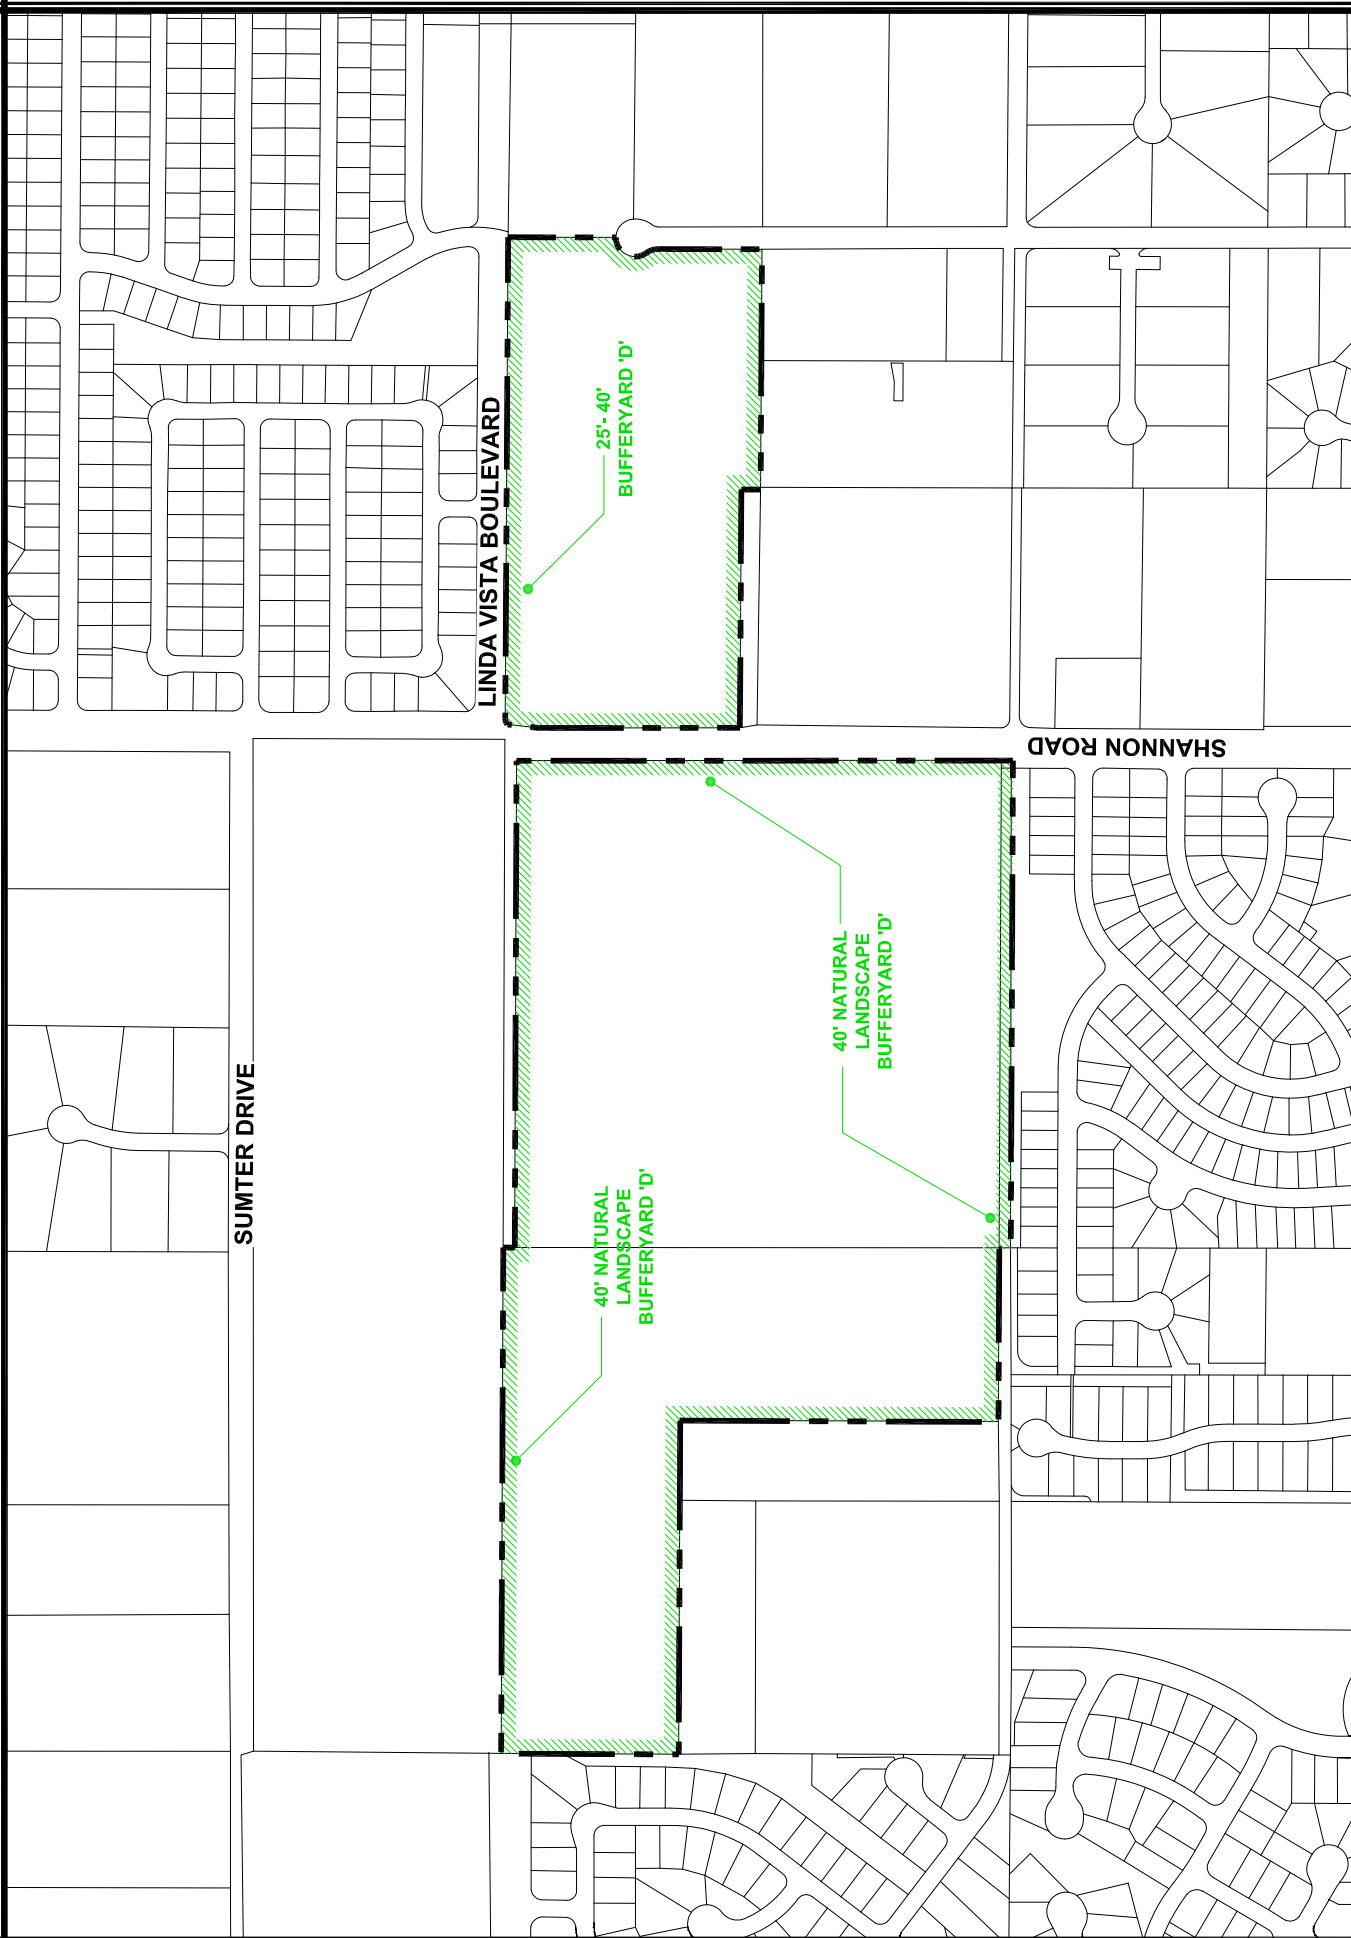 LINDA VISTA BOULEVARD
25'- 40'
BUFFERYARD 'D'
SHANNON ROAD
40' NATURAL
LANDSCAPE
BUFFERYARD 'D'
SUMTER DRIVE
40' NATURAL
LANDSCAPE
BUFFERYARD 'D'